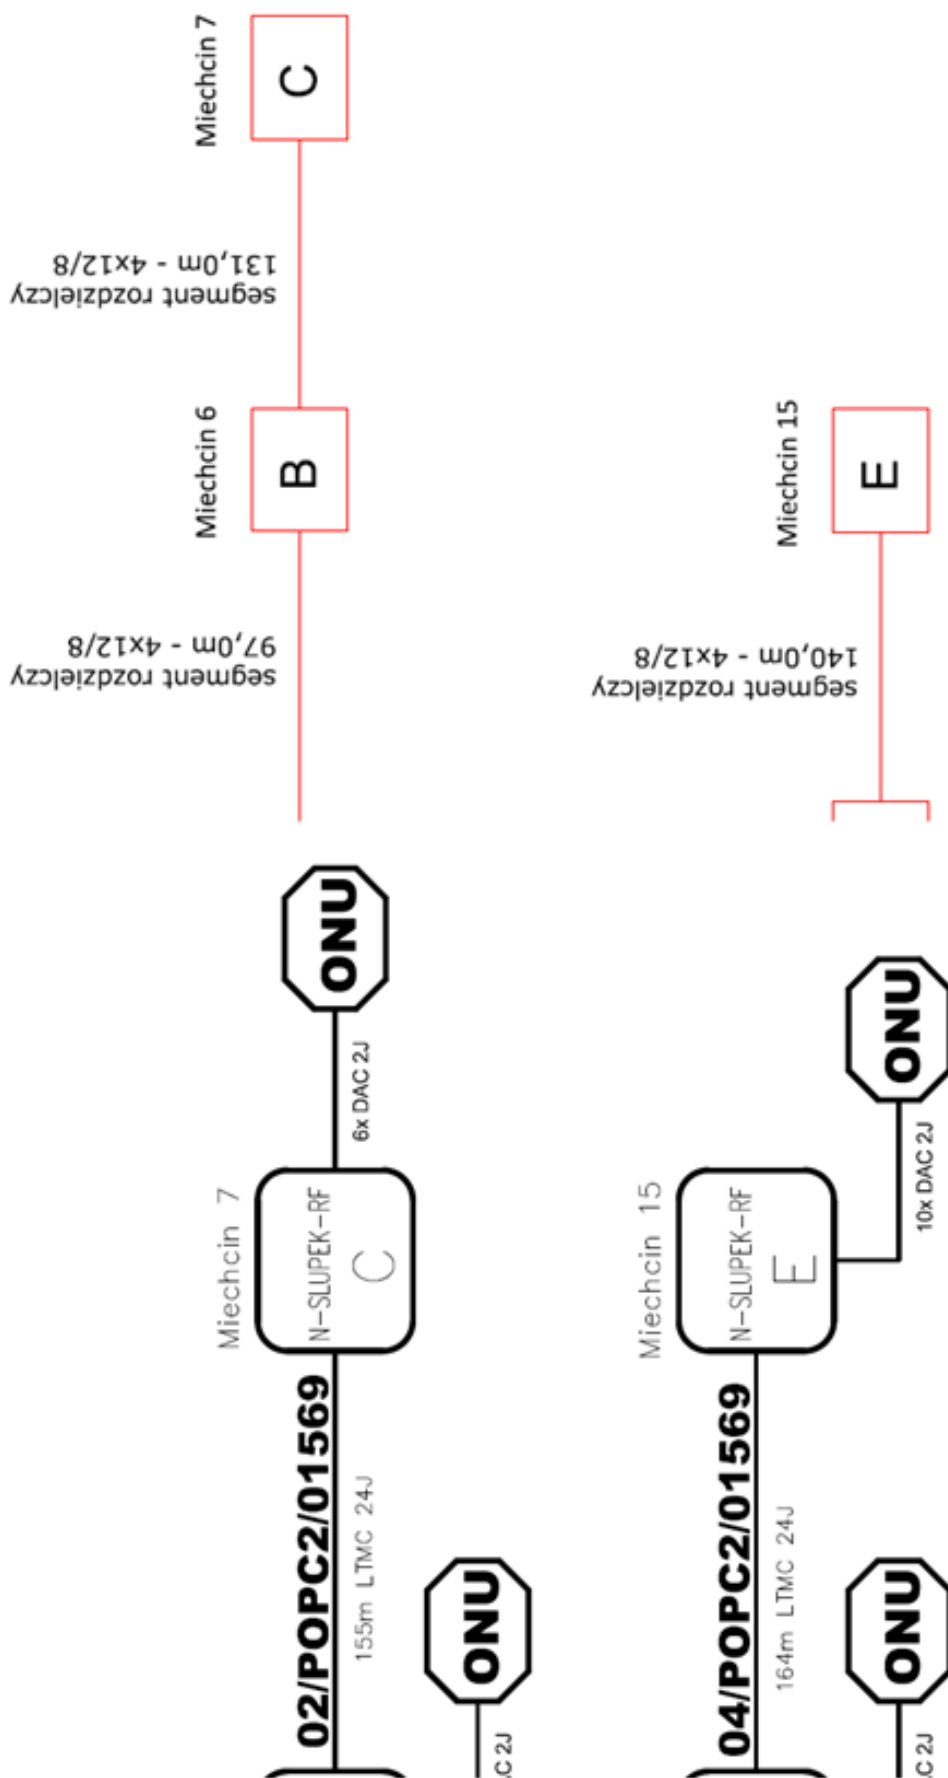 Miechcin 7
C
segment rozdzielczy
131,0m - 4x12/8
Miechcin 6
B
segment rozdzielczy
97,0m - 4x12/8
Miechcin 15
E
segment rozdzielczy
140,0m - 4x12/8
ONU
6x DAC 2J
Miechcin 7
N-SLUPEK-RF
C
02/POPC2/01569
155m LTMC 24J
ONU
ONU
10x DAC 2J
Miechcin 15
N-SLUPEK-RF
E
04/POPC2/01569
164m LTMC 24J
ONU
2J
2J